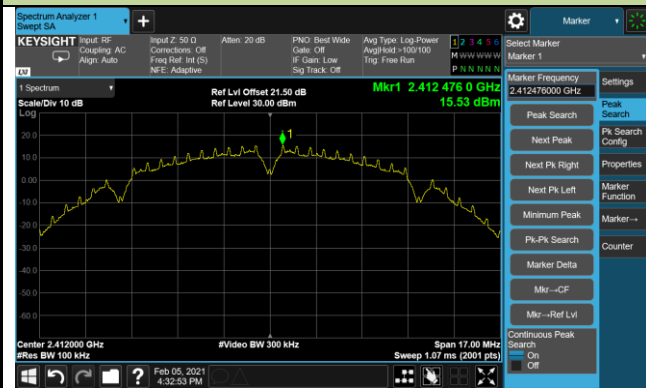 Spectrum Analyzer 1
Swept SA
Marker
KEYSIGHT
Input: RF
Coupling: AC
Align: Auto
Input Z: 50 Ω
Corrections: Off
Freq Ref: Int (S)
NFE: Adaptive
Atten: 20 dB
PNO: Best Wide
Gate: Off
IF Gain: Low
Sig Track: Off
Avg Type: Log-Power
Avg|Hold:>100/100
Trig: Free Run
1 2 3 4 5 6
M W W W W W
P N N N N N
LXI
Select Marker
Marker 1
1 Spectrum
Scale/Div 10 dB
Log
Ref Lvl Offset 21.50 dB
Ref Level 30.00 dBm
Mkr1 2.412 476 0 GHz
15.53 dBm
1
20.0
10.0
0.00
-10.0
-20.0
-30.0
-40.0
-50.0
-60.0
Center 2.412000 GHz
#Res BW 100 kHz
#Video BW 300 kHz
Span 17.00 MHz
Sweep 1.07 ms (2001 pts)
Marker Frequency
2.412476000 GHz
Peak Search
Next Peak
Next Pk Right
Next Pk Left
Minimum Peak
Pk-Pk Search
Marker Delta
Mkr→CF
Mkr→Ref Lvl
Continuous Peak
Search
On
Off
Settings
Peak
Search
Pk Search
Config
Properties
Marker
Function
Marker→
Counter
Feb 05, 2021
4:32:53 PM